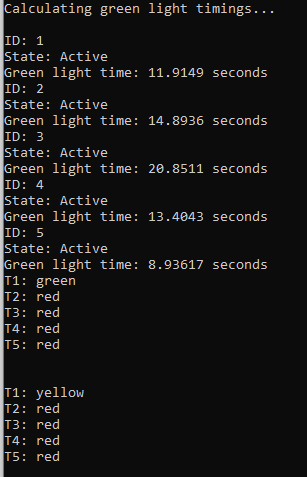 Calculating green light timings...
ID: 1
State: Active
Green light time: 11.9149 seconds
ID: 2
State: Active
Green light time: 14.8936 seconds
ID: 3
State: Active
Green light time: 20.8511 seconds
ID: 4
State: Active
Green light time: 13.4043 seconds
ID: 5
State: Active
Green light time: 8.93617 seconds
T1: green
T2: red
T3: red
T4: red
T5: red
T1: yellow
T2: red
T3: red
T4: red
T5: red